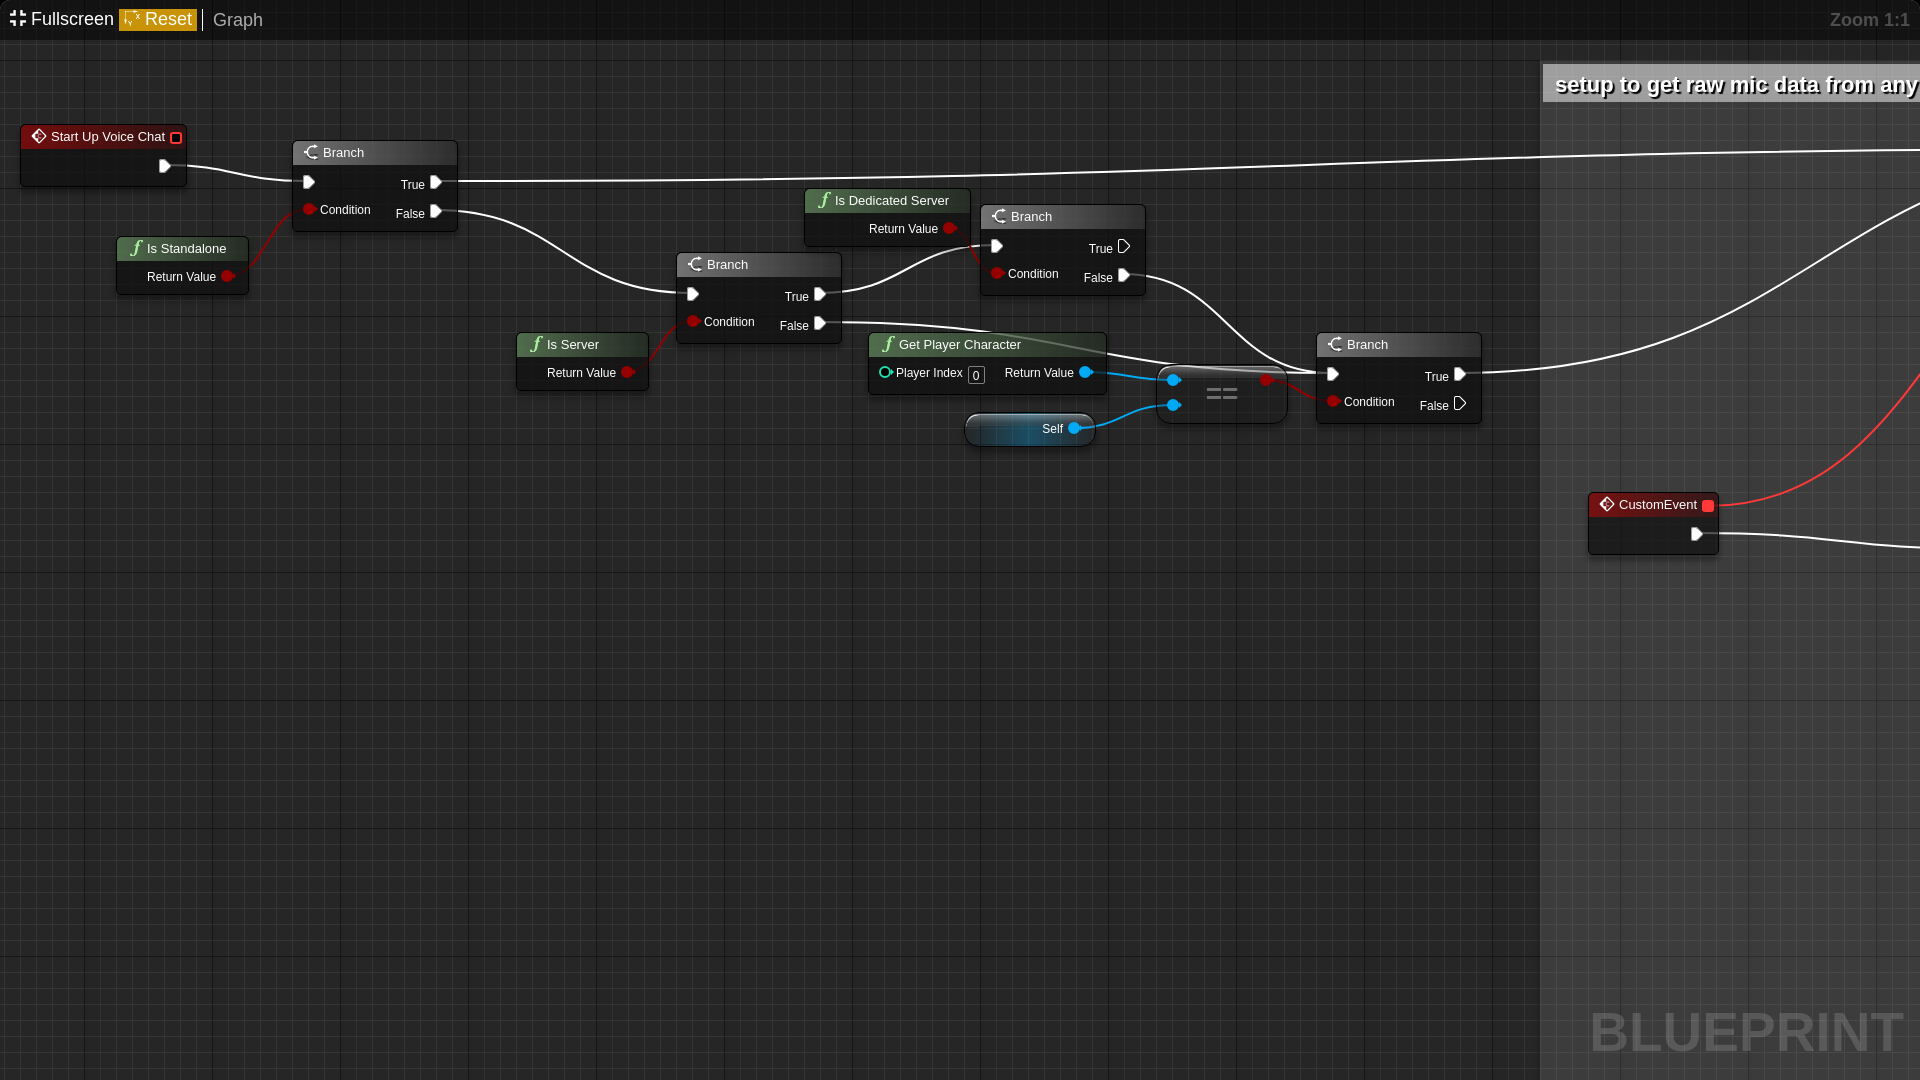 Fullscreen Reset Graph
Zoom 1:1
setup to get raw mic data from any
Start Up Voice Chat
Branch
True
Condition
False
Is Standalone
Return Value
Is Dedicated Server
Return Value
Branch
True
Condition
False
Branch
True
Condition
False
Is Server
Return Value
Get Player Character
Player Index 0 Return Value
Self
==
Branch
True
Condition
False
CustomEvent
BLUEPRINT